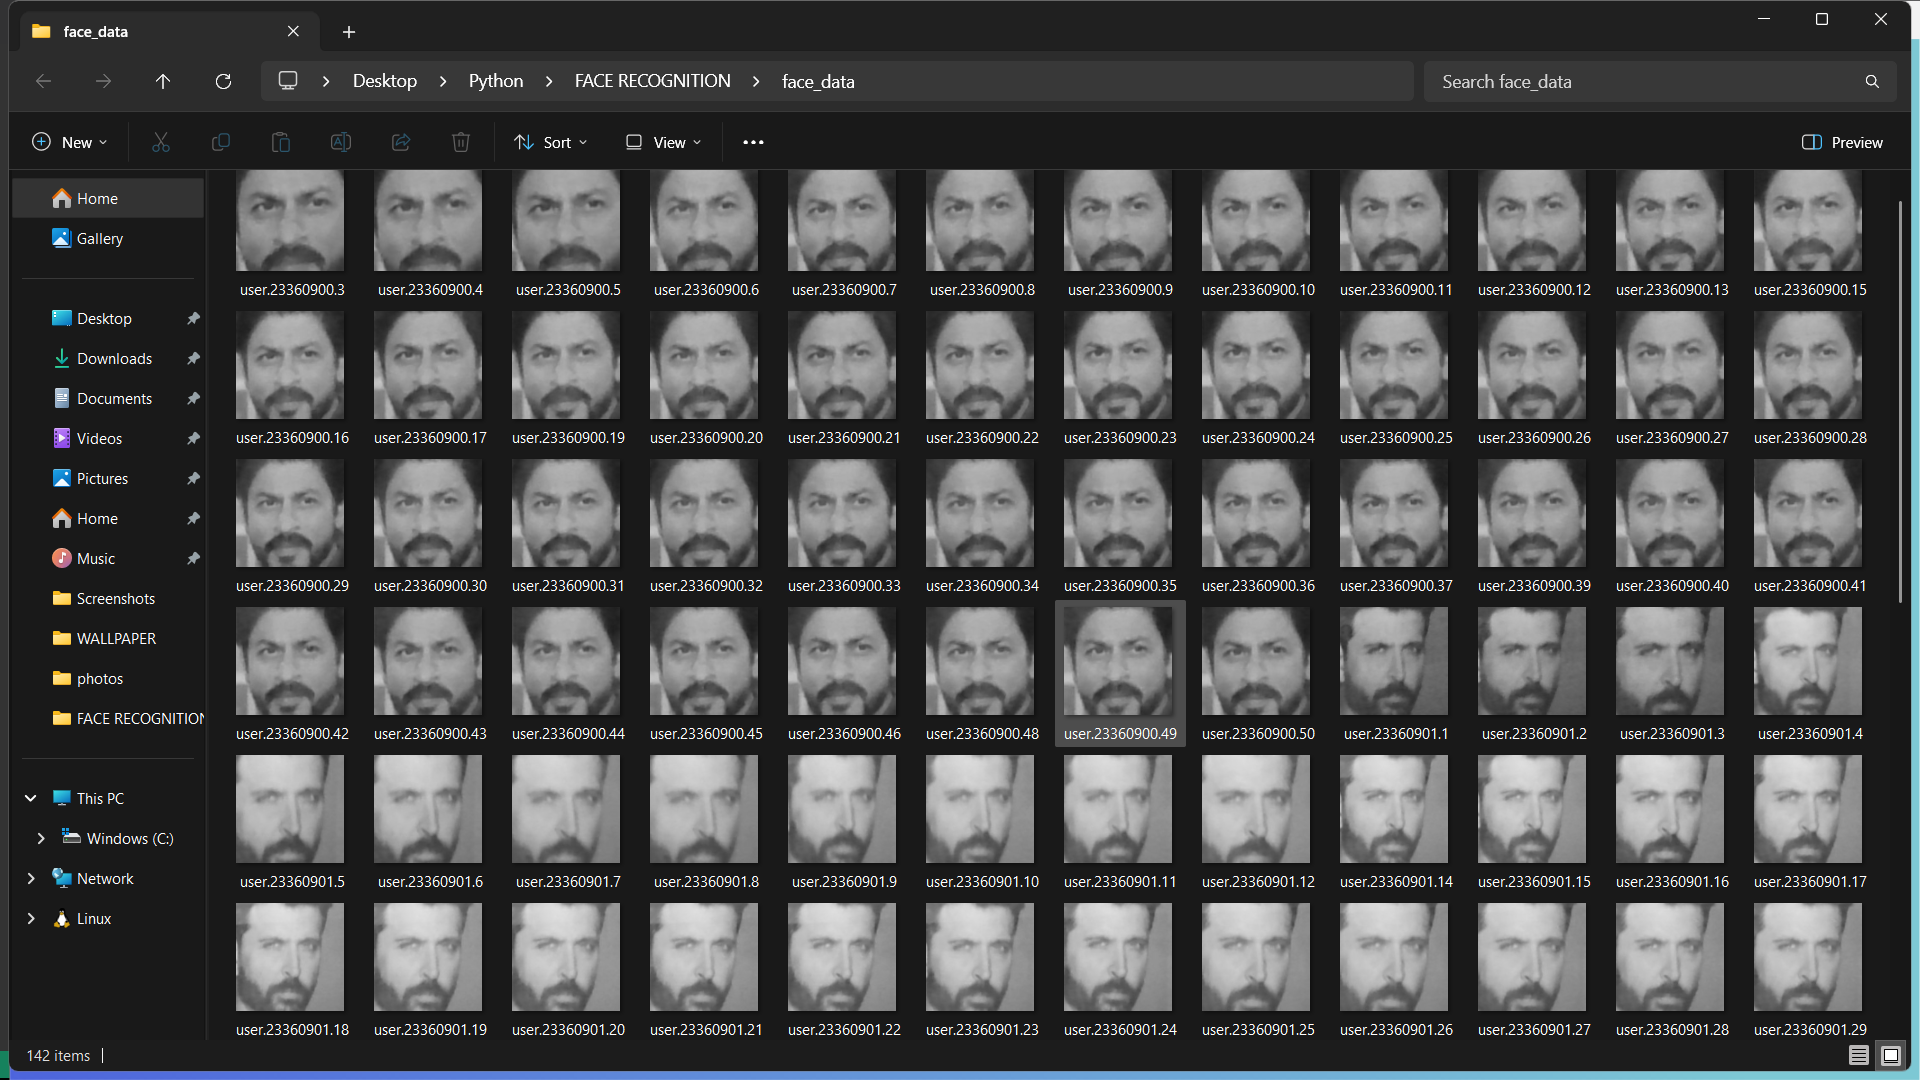 face_data
Desktop Python FACE RECOGNITION face_data
Search face_data
New
Sort
View
Preview
Home
Gallery
Desktop
Downloads
Documents
Videos
Pictures
Home
Music
Screenshots
WALLPAPER
photos
FACE RECOGNITION
This PC
Windows (C:)
Network
Linux
user.23360900.3 user.23360900.4 user.23360900.5 user.23360900.6 user.23360900.7 user.23360900.8 user.23360900.9 user.23360900.10 user.23360900.11 user.23360900.12 user.23360900.13 user.23360900.15
user.23360900.16 user.23360900.17 user.23360900.19 user.23360900.20 user.23360900.21 user.23360900.22 user.23360900.23 user.23360900.24 user.23360900.25 user.23360900.26 user.23360900.27 user.23360900.28
user.23360900.29 user.23360900.30 user.23360900.31 user.23360900.32 user.23360900.33 user.23360900.34 user.23360900.35 user.23360900.36 user.23360900.37 user.23360900.39 user.23360900.40 user.23360900.41
user.23360900.42 user.23360900.43 user.23360900.44 user.23360900.45 user.23360900.46 user.23360900.48 user.23360900.49 user.23360900.50 user.23360901.1 user.23360901.2 user.23360901.3 user.23360901.4
user.23360901.5 user.23360901.6 user.23360901.7 user.23360901.8 user.23360901.9 user.23360901.10 user.23360901.11 user.23360901.12 user.23360901.14 user.23360901.15 user.23360901.16 user.23360901.17
user.23360901.18 user.23360901.19 user.23360901.20 user.23360901.21 user.23360901.22 user.23360901.23 user.23360901.24 user.23360901.25 user.23360901.26 user.23360901.27 user.23360901.28 user.23360901.29
142 items